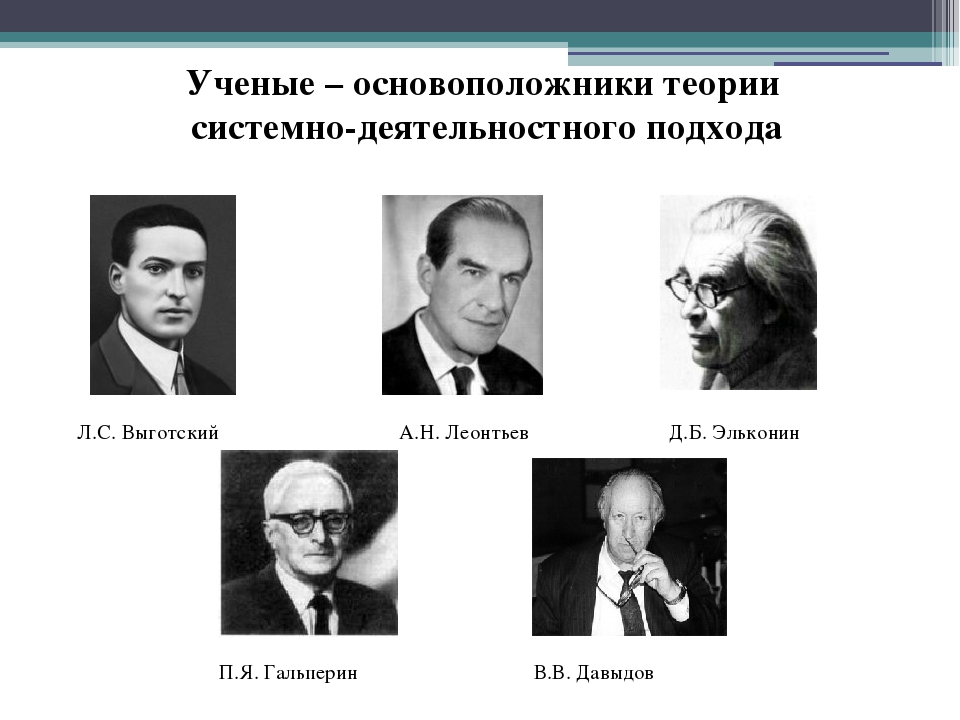 Ученые – основоположники теории
системно-деятельностного подхода
Л.С. Выготский
А.Н. Леонтьев
Д.Б. Эльконин
П.Я. Гальперин
В.В. Давыдов